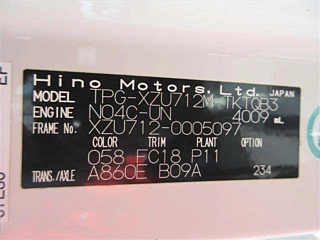 Hino Motors, Ltd. JAPAN
MODEL TPG-XZU712M TKTQB3
ENGINE N04C-UN 4009 mL
FRAME No. XZU712-0005097
COLOR TRIM PLANT OPTION
058 FC18 P11
TRANS./AXLE A860E B09A 234